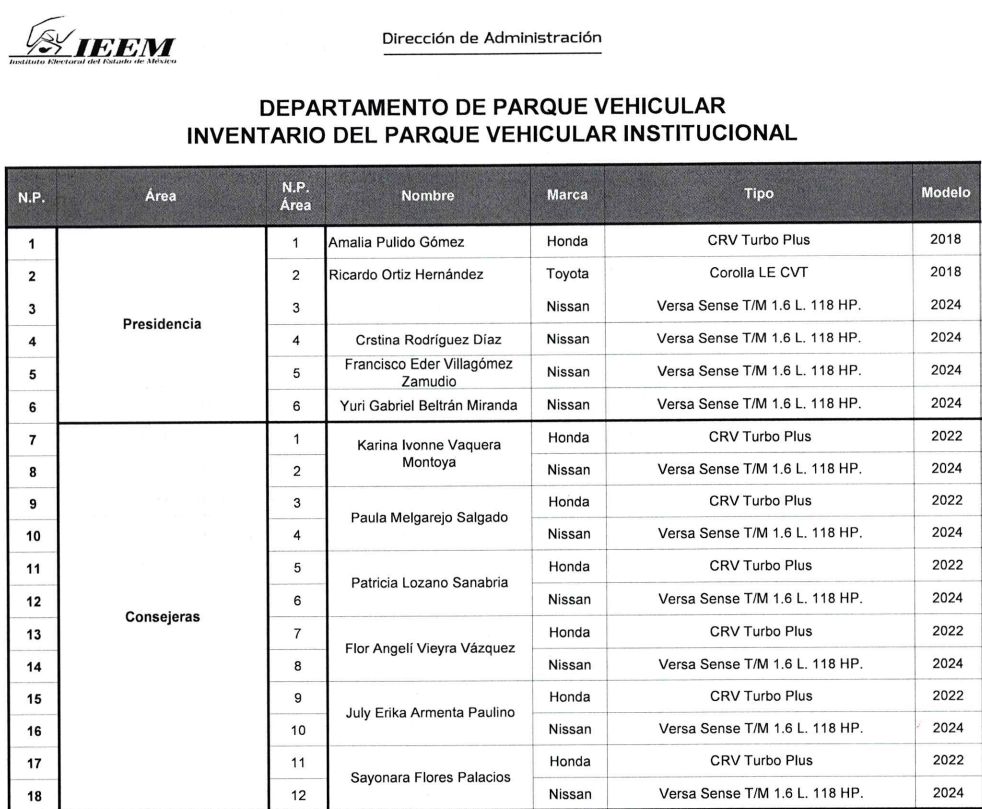 IEEM
Instituto Electoral del Estado de México
Dirección de Administración
DEPARTAMENTO DE PARQUE VEHICULAR
INVENTARIO DEL PARQUE VEHICULAR INSTITUCIONAL
N.P. Área N.P. Área Nombre Marca Tipo Modelo
1 Presidencia 1 Amalia Pulido Gómez Honda CRV Turbo Plus 2018
2 2 Ricardo Ortiz Hernández Toyota Corolla LE CVT 2018
3 3 Nissan Versa Sense T/M 1.6 L. 118 HP. 2024
4 4 Crstina Rodríguez Díaz Nissan Versa Sense T/M 1.6 L. 118 HP. 2024
5 5 Francisco Eder Villagómez Zamudio Nissan Versa Sense T/M 1.6 L. 118 HP. 2024
6 6 Yuri Gabriel Beltrán Miranda Nissan Versa Sense T/M 1.6 L. 118 HP. 2024
7 Consejeras 1 Karina Ivonne Vaquera Montoya Honda CRV Turbo Plus 2022
8 2 Nissan Versa Sense T/M 1.6 L. 118 HP. 2024
9 3 Paula Melgarejo Salgado Honda CRV Turbo Plus 2022
10 4 Nissan Versa Sense T/M 1.6 L. 118 HP. 2024
11 5 Patricia Lozano Sanabria Honda CRV Turbo Plus 2022
12 6 Nissan Versa Sense T/M 1.6 L. 118 HP. 2024
13 7 Flor Angelí Vieyra Vázquez Honda CRV Turbo Plus 2022
14 8 Nissan Versa Sense T/M 1.6 L. 118 HP. 2024
15 9 July Erika Armenta Paulino Honda CRV Turbo Plus 2022
16 10 Nissan Versa Sense T/M 1.6 L. 118 HP. 2024
17 11 Sayonara Flores Palacios Honda CRV Turbo Plus 2022
18 12 Nissan Versa Sense T/M 1.6 L. 118 HP. 2024